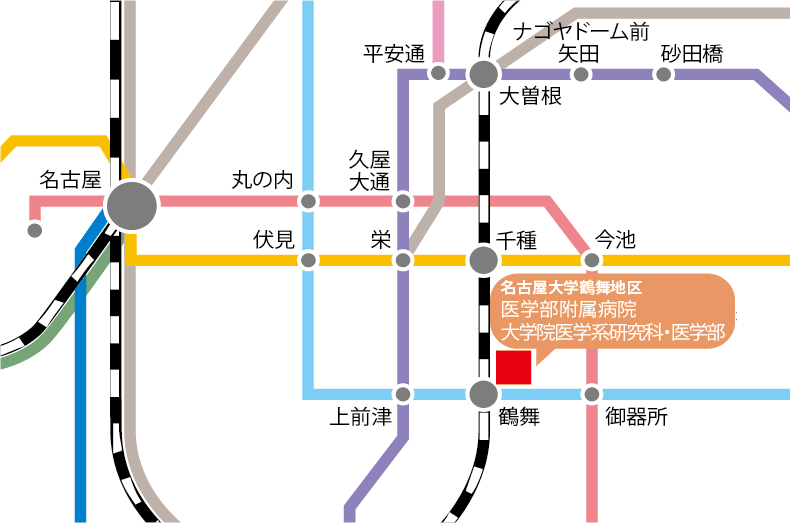 ナゴヤドーム前
平安通
矢田
砂田橋
大曽根
名古屋
丸の内
久屋
大通
伏見
栄
千種
今池
名古屋大学鶴舞地区
医学部附属病院
大学院医学系研究科・医学部
上前津
鶴舞
御器所